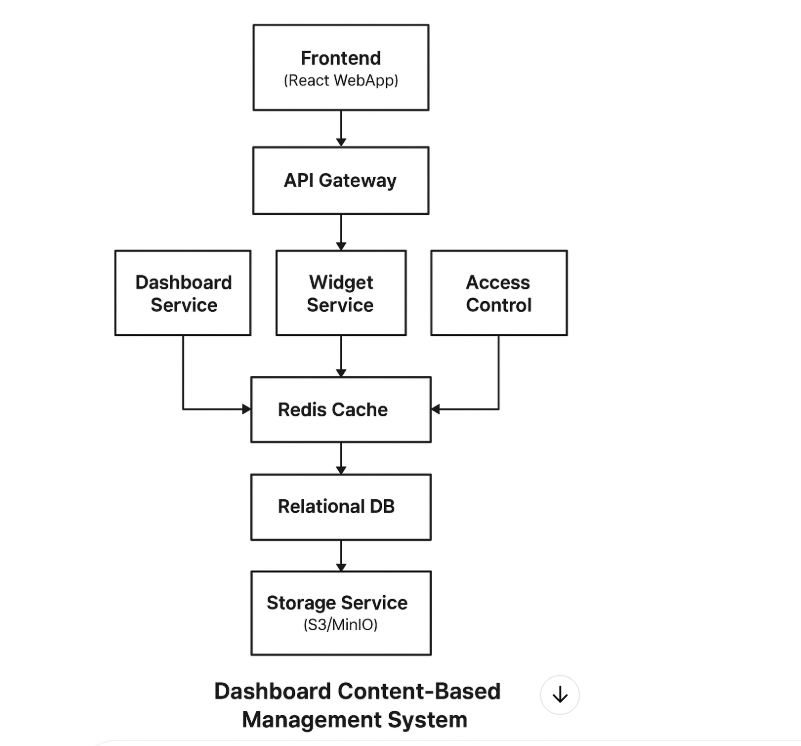 Frontend
(React WebApp)
API Gateway
Dashboard
Service
Widget
Service
Access
Control
Redis Cache
Relational DB
Storage Service
(S3/MinIO)
Dashboard Content-Based
Management System